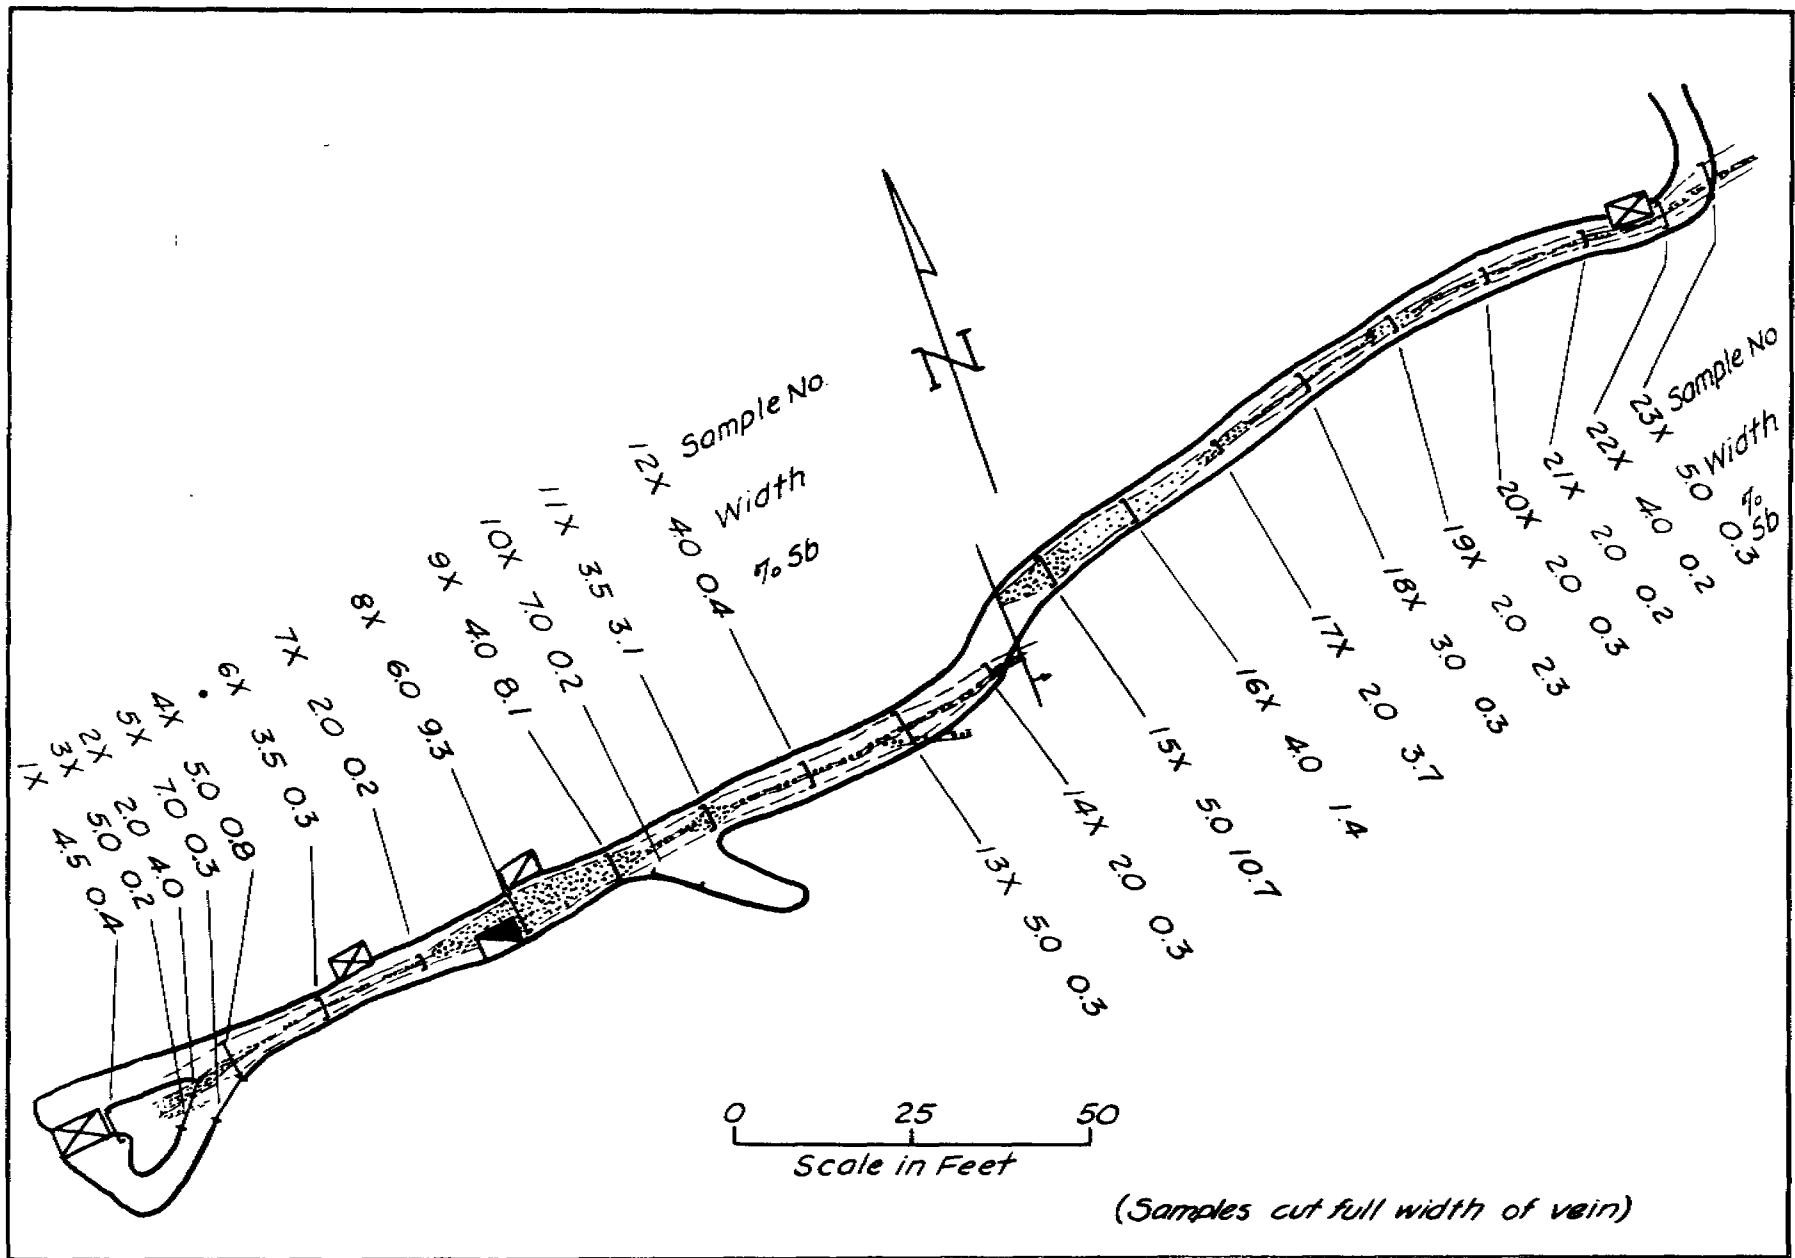 1X 4.5 0.4
3X 5.0 0.2
2X 2.0 4.0
5X 7.0 0.3
4X 5.0 0.8
6X 3.5 0.3
7X 2.0 0.2
8X 6.0 9.3
9X 4.0 8.1
10X 7.0 0.2
11X 3.5 3.1
12X 4.0 0.4
Sample No.
Width
% Sb
N
13X 5.0 0.3
14X 2.0 0.3
15X 5.0 10.7
16X 4.0 1.4
17X 2.0 3.7
18X 3.0 0.3
19X 2.0 2.3
20X 2.0 0.3
21X 2.0 0.2
22X 4.0 0.2
23X 5.0 0.3
Sample No
Width
%
Sb
0 25 50
Scale in Feet
(Samples cut full width of vein)